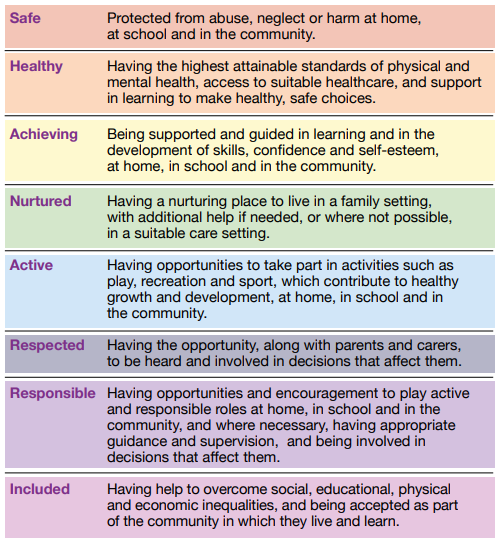 Safe Protected from abuse, neglect or harm at home,
at school and in the community.
Healthy Having the highest attainable standards of physical and
mental health, access to suitable healthcare, and support
in learning to make healthy, safe choices.
Achieving Being supported and guided in learning and in the
development of skills, confidence and self-esteem,
at home, in school and in the community.
Nurtured Having a nurturing place to live in a family setting,
with additional help if needed, or where not possible,
in a suitable care setting.
Active Having opportunities to take part in activities such as
play, recreation and sport, which contribute to healthy
growth and development, at home, in school and in
the community.
Respected Having the opportunity, along with parents and carers,
to be heard and involved in decisions that affect them.
Responsible Having opportunities and encouragement to play active
and responsible roles at home, in school and in the
community, and where necessary, having appropriate
guidance and supervision, and being involved in
decisions that affect them.
Included Having help to overcome social, educational, physical
and economic inequalities, and being accepted as part
of the community in which they live and learn.